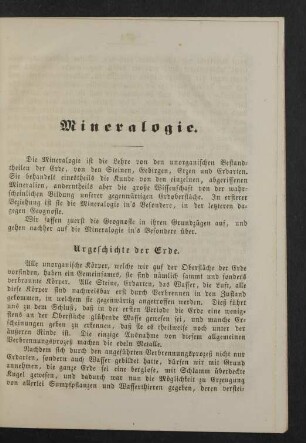 Mineralogie.
Die Mineralogie ist die Lehre von den unorganischen Bestand-
theilen der Erde, von den Steinen, Gebirgen, Erzen und Erdarten.
Sie behandelt einestheils die Kunde von den einzelnen, abgerissenen
Mineralien, anderntheils aber die große Wissenschaft von der wahr-
scheinlichen Bildung unserer gegenwärtigen Erdoberfläche. In ersterer
Beziehung ist sie die Mineralogie in's Besondere, in der letzteren da-
gegen Geognosie.
Wir lassen zuerst die Geognosie in ihren Grundzügen auf, und
gehen nachher auf die Mineralogie in's Besondere über.
Urgeschichte der Erde.
Alle unorganische Körper, welche wir auf der Oberfläche der Erde
vorfinden, haben ein Gemeinsames, sie sind nämlich sammt und sonders
verbrannte Körper. Alle Steine, Erdarten, das Wasser, die Luft, alle
diese Körper sind nachweisbar erst durch Verbrennen in den Zustand
gekommen, in welchem sie gegenwärtig angetroffen werden. Dies führt
uns zu dem Schluß, daß in der ersten Periode die Erde eine wenig-
stens an der Oberfläche glühende Masse gewesen sei, und manche Er-
scheinungen geben zu erkennen, daß sie es theilweise noch unter der
äußeren Rinde ist. Die einzige Ausnahme von diesem allgemeinen
Verbrennungsprozeß machen die edeln Metalle.
Nachdem sich durch den angeführten Verbrennungsprozeß nicht nur
Erdarten, sondern auch Wasser gebildet hatte, dürfen wir mit Grund
annehmen, die ganze Erde sei eine berglose, mit Schlamm überdeckte
Kugel gewesen, und dadurch war nun die Möglichkeit zu Erzeugung
von allerlei Sumpfpflanzen und Wasserthieren gegeben, deren verstei-